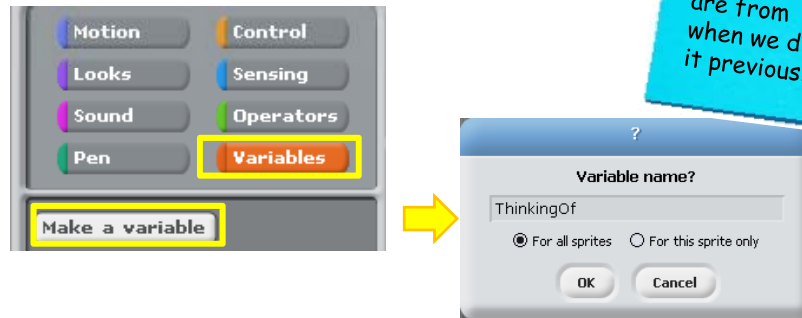 Motion Control
Looks Sensing
Sound Operators
Pen Variables
Make a variable
are from
when we d
it previous
?
Variable name?
ThinkingOf
For all sprites For this sprite only
OK Cancel